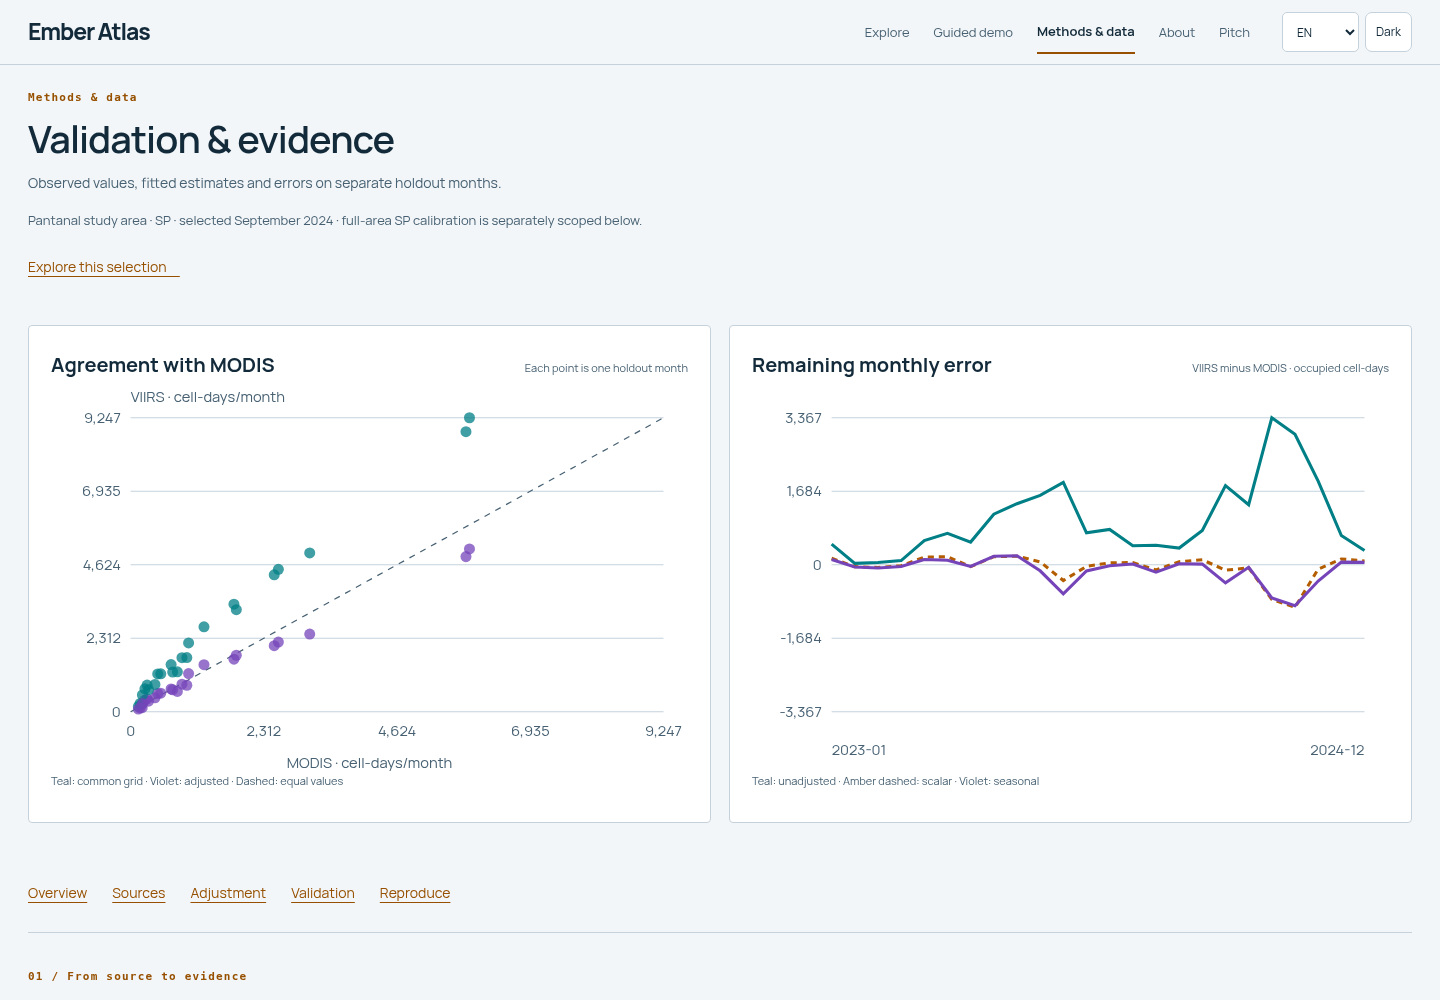 Ember Atlas
Explore
Guided demo
Methods & data
About
Pitch
EN
Dark
Methods & data
Validation & evidence
Observed values, fitted estimates and errors on separate holdout months.
Pantanal study area · SP · selected September 2024 · full-area SP calibration is separately scoped below.
Explore this selection
Agreement with MODIS
Each point is one holdout month
VIIRS · cell-days/month
9,247
6,935
4,624
2,312
0
0
2,312
4,624
6,935
9,247
MODIS · cell-days/month
Teal: common grid · Violet: adjusted · Dashed: equal values
Remaining monthly error
VIIRS minus MODIS · occupied cell-days
3,367
1,684
0
-1,684
-3,367
2023-01
2024-12
Teal: unadjusted · Amber dashed: scalar · Violet: seasonal
Overview
Sources
Adjustment
Validation
Reproduce
01 / From source to evidence